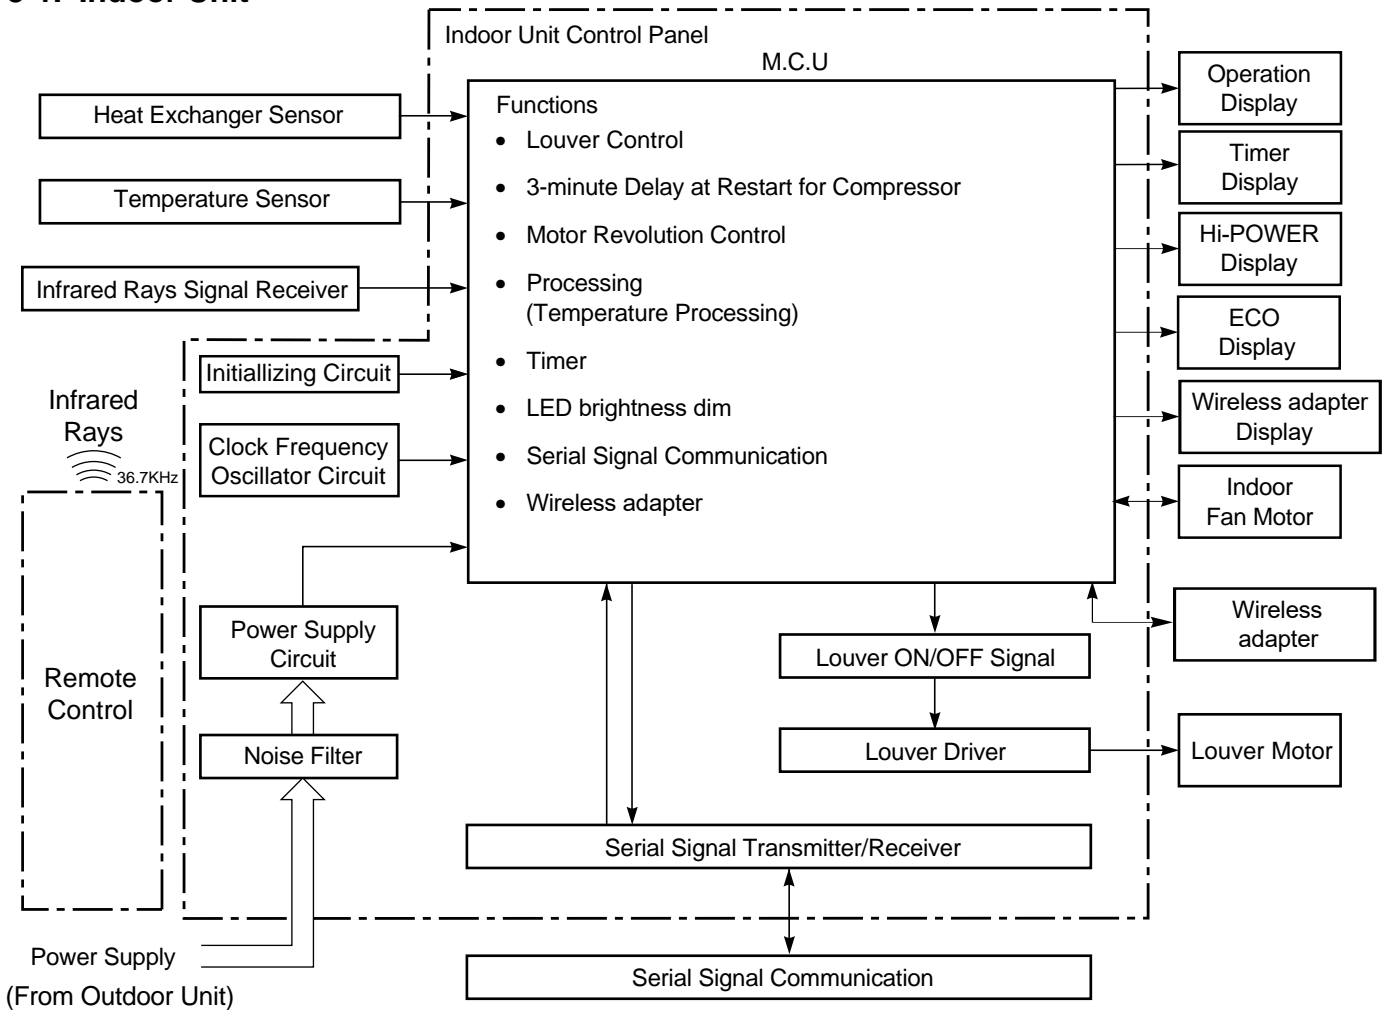 Indoor Unit Control Panel
M.C.U
Heat Exchanger Sensor
Temperature Sensor
Infrared Rays Signal Receiver
Initiallizing Circuit
Clock Frequency
Oscillator Circuit
Infrared
Rays
36.7KHz
Remote
Control
Power Supply
Circuit
Noise Filter
Power Supply
(From Outdoor Unit)
Functions
• Louver Control
• 3-minute Delay at Restart for Compressor
• Motor Revolution Control
• Processing
(Temperature Processing)
• Timer
• LED brightness dim
• Serial Signal Communication
• Wireless adapter
Louver ON/OFF Signal
Louver Driver
Serial Signal Transmitter/Receiver
Serial Signal Communication
Operation
Display
Timer
Display
Hi-POWER
Display
ECO
Display
Wireless adapter
Display
Indoor
Fan Motor
Wireless
adapter
Louver Motor